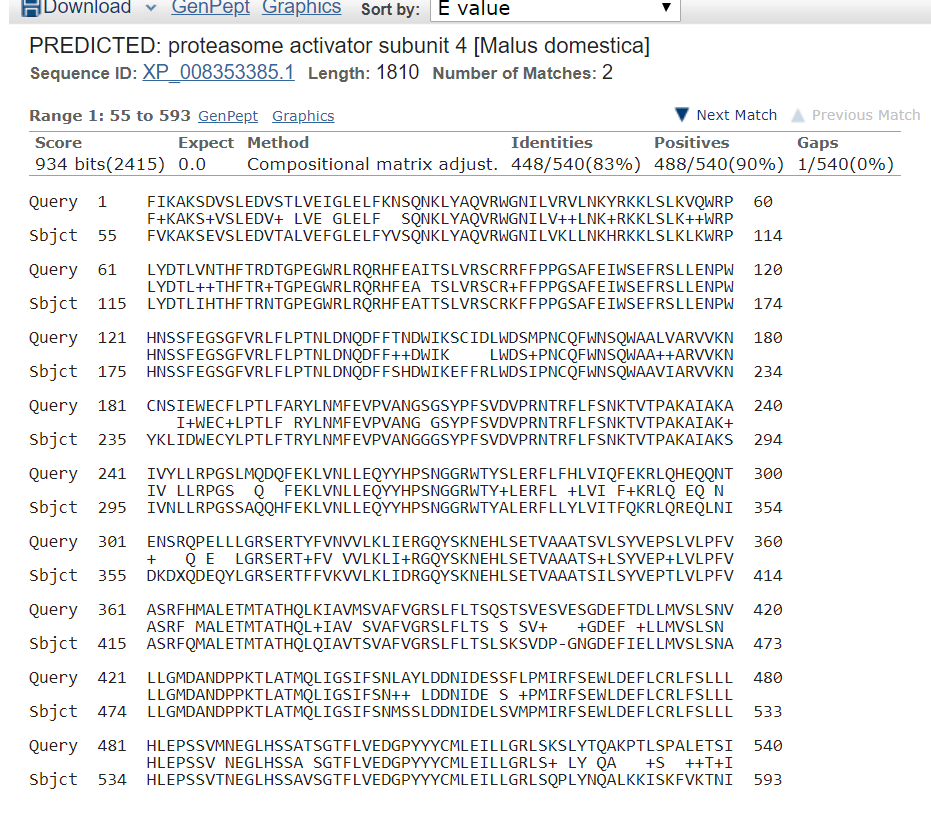 Download GenPept Graphics Sort by: E value
PREDICTED: proteasome activator subunit 4 [Malus domestica]
Sequence ID: XP_008353385.1 Length: 1810 Number of Matches: 2
Range 1: 55 to 593 GenPept Graphics Next Match Previous Match
Score Expect Method Identities Positives Gaps
934 bits(2415) 0.0 Compositional matrix adjust. 448/540(83%) 488/540(90%) 1/540(0%)
Query 1 FIKAKSDVSLEDVSTLVEIGLELFKNSQNKLYAQVRWGNILVRVLNKYRKKLSLKVQWRP 60
F+KAKS+VSLEDV+ LVE GLELF  SQNKLYAQVRWGNILV++LNK+RKKLSLK++WRP
Sbjct 55 FVKAKSEVSLEDVTALVEFGLELFYVSQNKLYAQVRWGNILVKLLNKHRKKLSLKLKWRP 114
Query 61 LYDTLVNTHFTRDTGPEGWRLRQRHFEAITSLVRSCRRFFPPGSAFEIWSEFRSLLENPW 120
LYDTL++THFTR+TGPEGWRLRQRHFEA TSLVRSCR+FFPPGSAFEIWSEFRSLLENPW
Sbjct 115 LYDTLIHTHFTRNTGPEGWRLRQRHFEATTSLVRSCRKFFPPGSAFEIWSEFRSLLENPW 174
Query 121 HNSSFEGSGFVRLFLPTNLDNQDFFTNDWIKSCIDLWDSMPNCQFWNSQWAALVARVVKN 180
HNSSFEGSGFVRLFLPTNLDNQDFF++DWIK    LWDS+PNCQFWNSQWAA++ARVVKN
Sbjct 175 HNSSFEGSGFVRLFLPTNLDNQDFFSHDWIKEFFRLWDSIPNCQFWNSQWAAVIARVVKN 234
Query 181 CNSIEWECFLPTLFARYLNMFEVPVANGSGSYPFSVDVPRNTRFLFSNKTVTPAKAIAKA 240
I+WEC+LPTLF RYLNMFEVPVANG GSYPFSVDVPRNTRFLFSNKTVTPAKAIAK+
Sbjct 235 YKLIDWECYLPTLFTRYLNMFEVPVANGGGSYPFSVDVPRNTRFLFSNKTVTPAKAIAKS 294
Query 241 IVYLLRPGSLMQDQFEKLVNLLEQYYHPSNGGRWTYSLERFLFHLVIQFEKRLQHEQQNT 300
IV LLRPGS  Q  FEKLVNLLEQYYHPSNGGRWTY+LERFL +LVI F+KRLQ EQ N
Sbjct 295 IVNLLRPGSSAQQHFEKLVNLLEQYYHPSNGGRWTYALERFLLYLVITFQKRLQREQLNI 354
Query 301 ENSRQPELLLGRSERTYFVNVVLKLIERGQYSKNEHLSETVAAATSVLSYVEPSLVLPFV 360
+   Q E  LGRSERT+FV VVLKLI+RGQYSKNEHLSETVAAATS+LSYVEP+LVLPFV
Sbjct 355 DKDXQDEQYLGRSERTFFVKVVLKLIDRGQYSKNEHLSETVAAATSILSYVEPTLVLPFV 414
Query 361 ASRFHMALETMTATHQLKIAVMSVAFVGRSLFLTSQSTSVESVESGDEFTDLLMVSLSNV 420
ASRF MALETMTATHQL+IAV SVAFVGRSLFLTS S SV+   +GDEF +LLMVSLSN
Sbjct 415 ASRFQMALETMTATHQLQIAVTSVAFVGRSLFLTSLSKSVDP-GNGDEFIELLMVSLSNA 473
Query 421 LLGMDANDPPKTLATMQLIGSIFSNLAYLDDNIDESSFLPMIRFSEWLDEFLCRLFSLLL 480
LLGMDANDPPKTLATMQLIGSIFSN++ LDDNIDE S +PMIRFSEWLDEFLCRLFSLLL
Sbjct 474 LLGMDANDPPKTLATMQLIGSIFSNMSSLDDNIDELSVMPMIRFSEWLDEFLCRLFSLLL 533
Query 481 HLEPSSVMNEGLHSSATSGTFLVEDGPYYYCMLEILLGRLSKSLYTQAKPTLSPALETSI 540
HLEPSSV NEGLHSSA SGTFLVEDGPYYYCMLEILLGRLS+ LY QA   +S  ++T+I
Sbjct 534 HLEPSSVTNEGLHSSAVSGTFLVEDGPYYYCMLEILLGRLSQPLYNQALKKISKFVKTNI 593